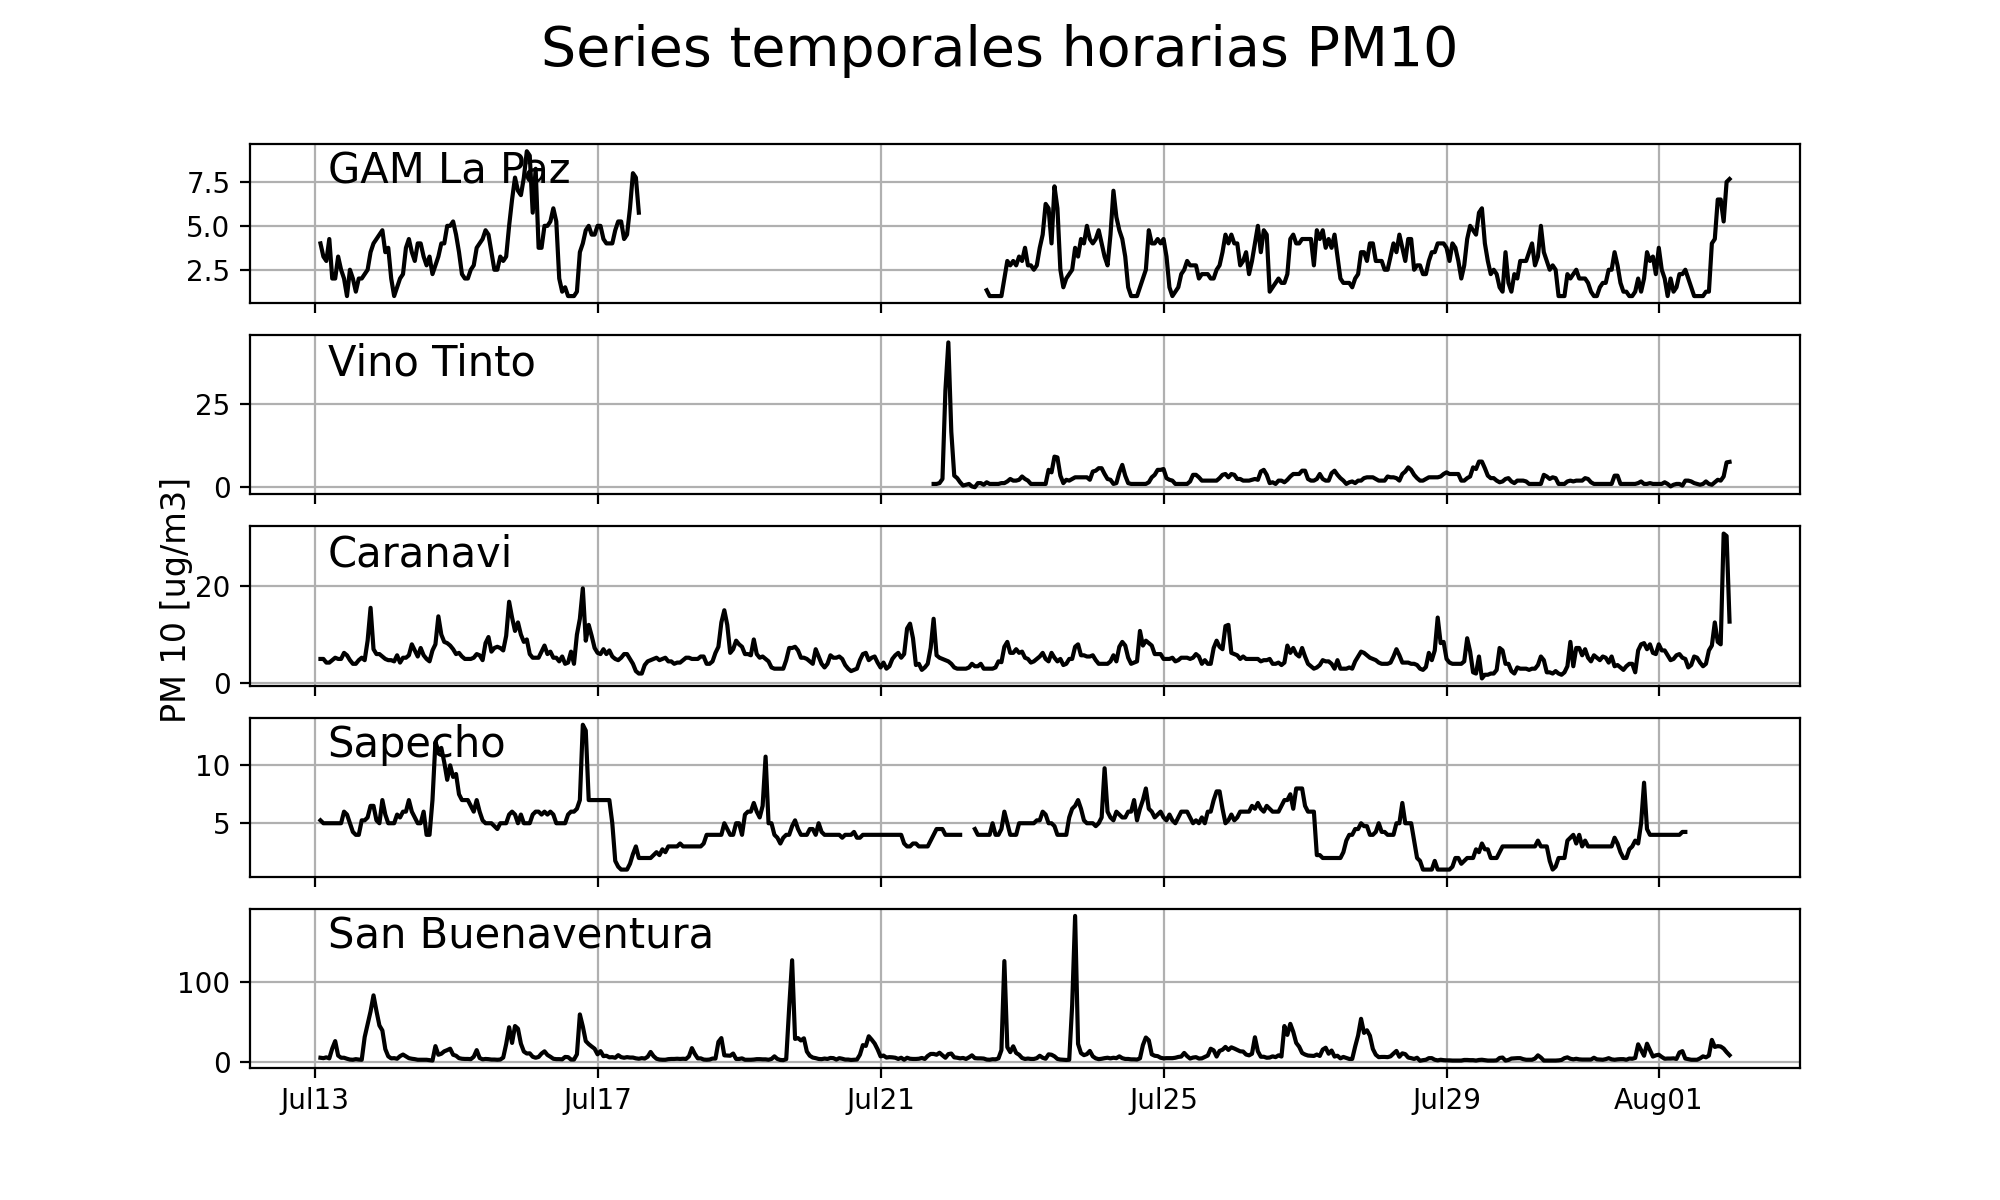 Series temporales horarias PM10
PM 10 [ug/m3]
GAM La Paz
7.5
5.0
2.5
Vino Tinto
25
0
Caranavi
20
0
Sapecho
10
5
San Buenaventura
100
0
Jul13 Jul17 Jul21 Jul25 Jul29 Aug01